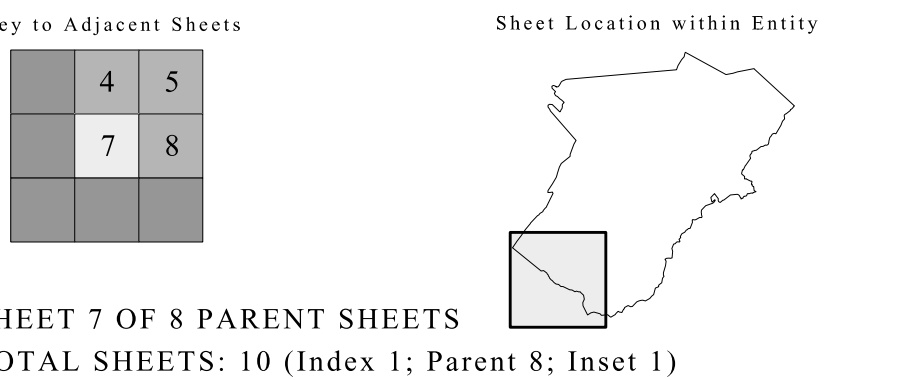 ey to Adjacent Sheets
Sheet Location within Entity
4 5
7 8
HEET 7 OF 8 PARENT SHEETS
OTAL SHEETS: 10 (Index 1; Parent 8; Inset 1)